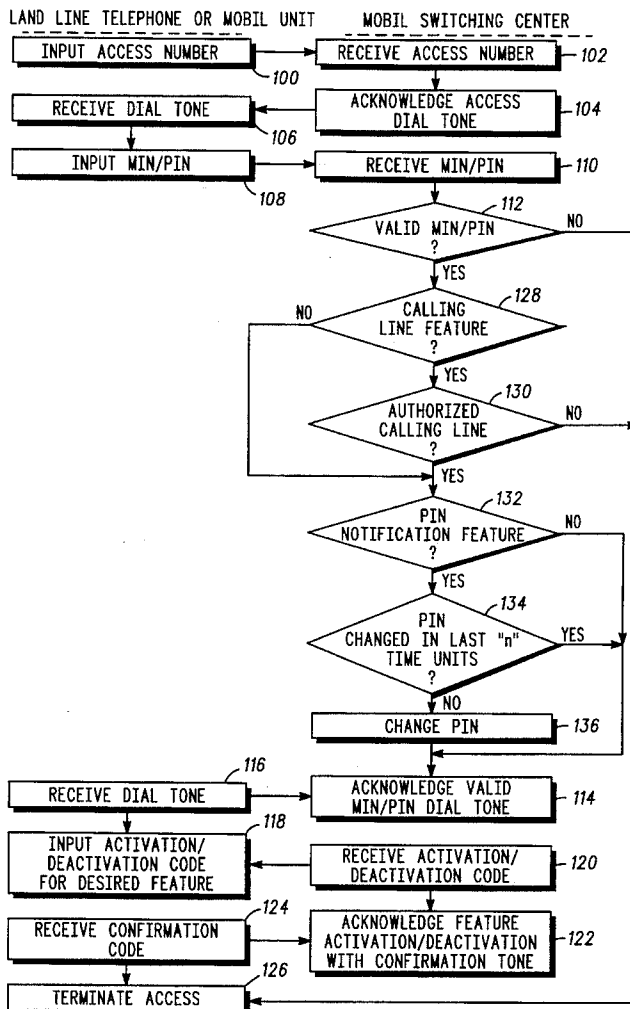 LAND LINE TELEPHONE OR MOBIL UNIT
MOBIL SWITCHING CENTER
INPUT ACCESS NUMBER
100
RECEIVE ACCESS NUMBER
102
RECEIVE DIAL TONE
106
ACKNOWLEDGE ACCESS
DIAL TONE
104
INPUT MIN/PIN
108
RECEIVE MIN/PIN
110
112
VALID MIN/PIN
?
NO
YES
128
NO
CALLING
LINE FEATURE
?
YES
130
AUTHORIZED
CALLING LINE
?
NO
YES
132
PIN
NOTIFICATION FEATURE
?
NO
YES
134
PIN
CHANGED IN LAST "n"
TIME UNITS
?
YES
NO
CHANGE PIN
136
116
RECEIVE DIAL TONE
ACKNOWLEDGE VALID
MIN/PIN DIAL TONE
114
118
INPUT ACTIVATION/
DEACTIVATION CODE
FOR DESIRED FEATURE
RECEIVE ACTIVATION/
DEACTIVATION CODE
120
124
RECEIVE CONFIRMATION
CODE
ACKNOWLEDGE FEATURE
ACTIVATION/DEACTIVATION
WITH CONFIRMATION TONE
122
126
TERMINATE ACCESS